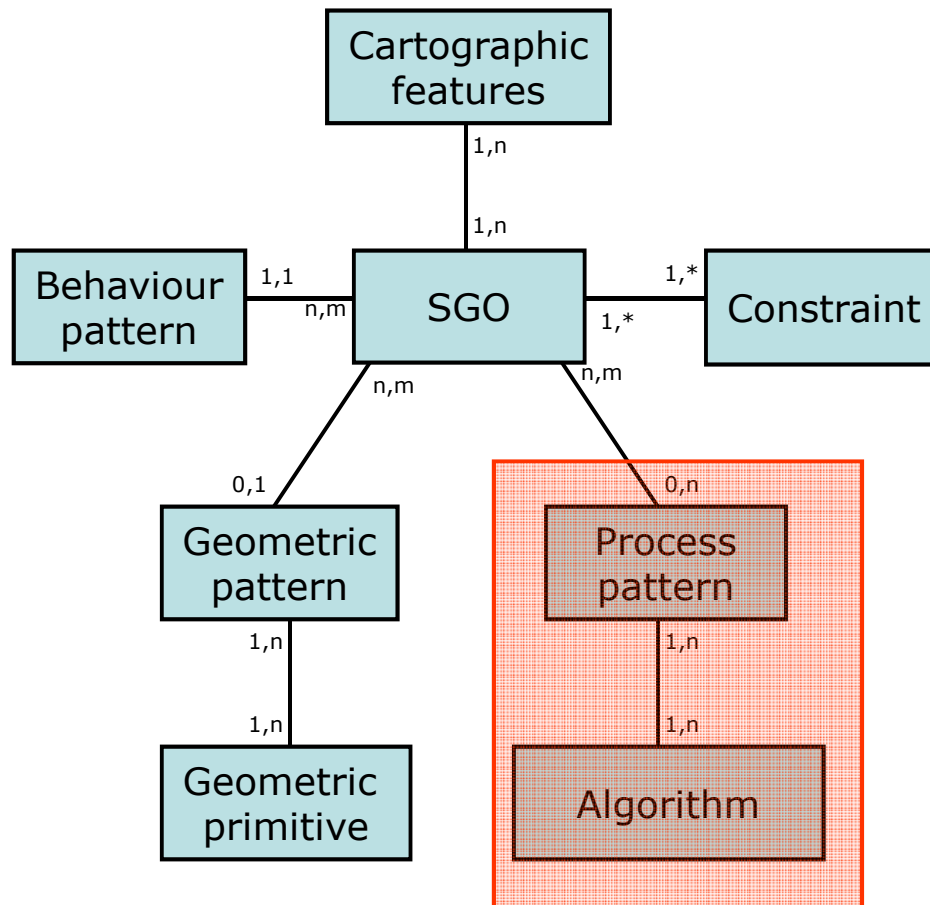 Cartographic
features
1,n
1,n
Behaviour
pattern
1,1
n,m
SGO
1,*
1,*
Constraint
n,m
n,m
0,1
0,n
Geometric
pattern
Process
pattern
1,n
1,n
1,n
1,n
Geometric
primitive
Algorithm